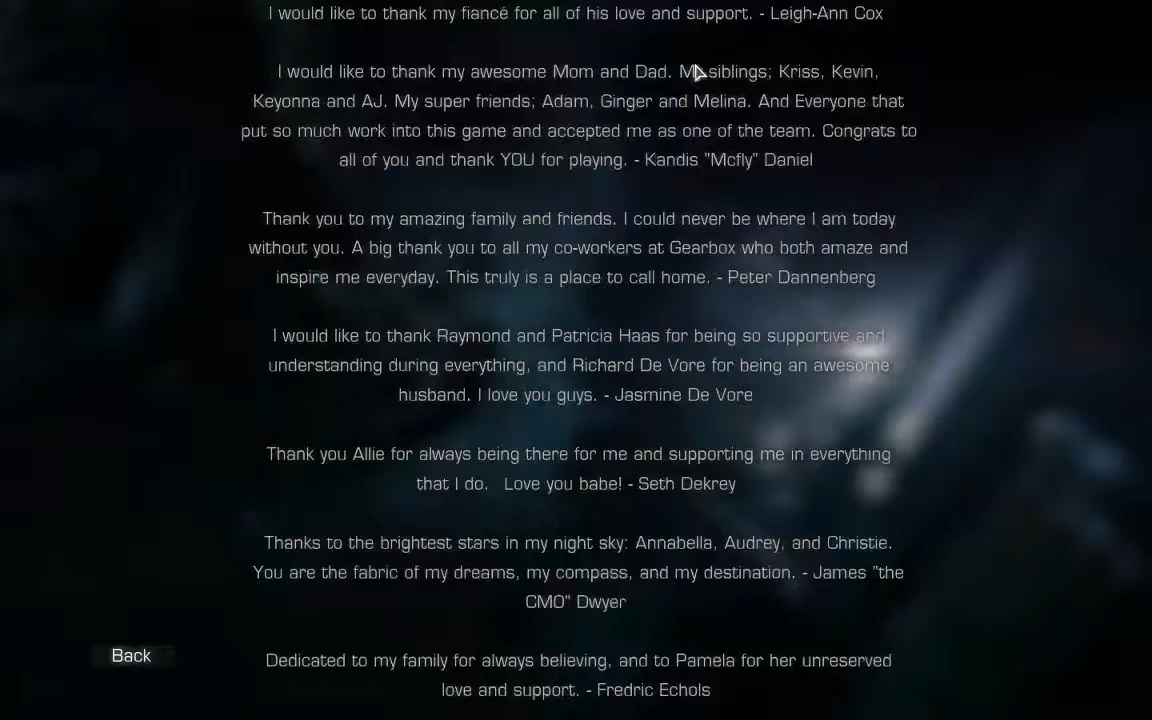 I would like to thank my fiancé for all of his love and support. - Leigh-Ann Cox
I would like to thank my awesome Mom and Dad. My siblings; Kriss, Kevin,
Keyonna and AJ. My super friends; Adam, Ginger and Melina. And Everyone that
put so much work into this game and accepted me as one of the team. Congrats to
all of you and thank YOU for playing. - Kandis "Mcfly" Daniel
Thank you to my amazing family and friends. I could never be where I am today
without you. A big thank you to all my co-workers at Gearbox who both amaze and
inspire me everyday. This truly is a place to call home. - Peter Dannenberg
I would like to thank Raymond and Patricia Haas for being so supportive and
understanding during everything, and Richard De Vore for being an awesome
husband. I love you guys. - Jasmine De Vore
Thank you Allie for always being there for me and supporting me in everything
that I do.   Love you babe! - Seth Dekrey
Thanks to the brightest stars in my night sky: Annabella, Audrey, and Christie.
You are the fabric of my dreams, my compass, and my destination. - James "the
CMO" Dwyer
Back
Dedicated to my family for always believing, and to Pamela for her unreserved
love and support. - Fredric Echols